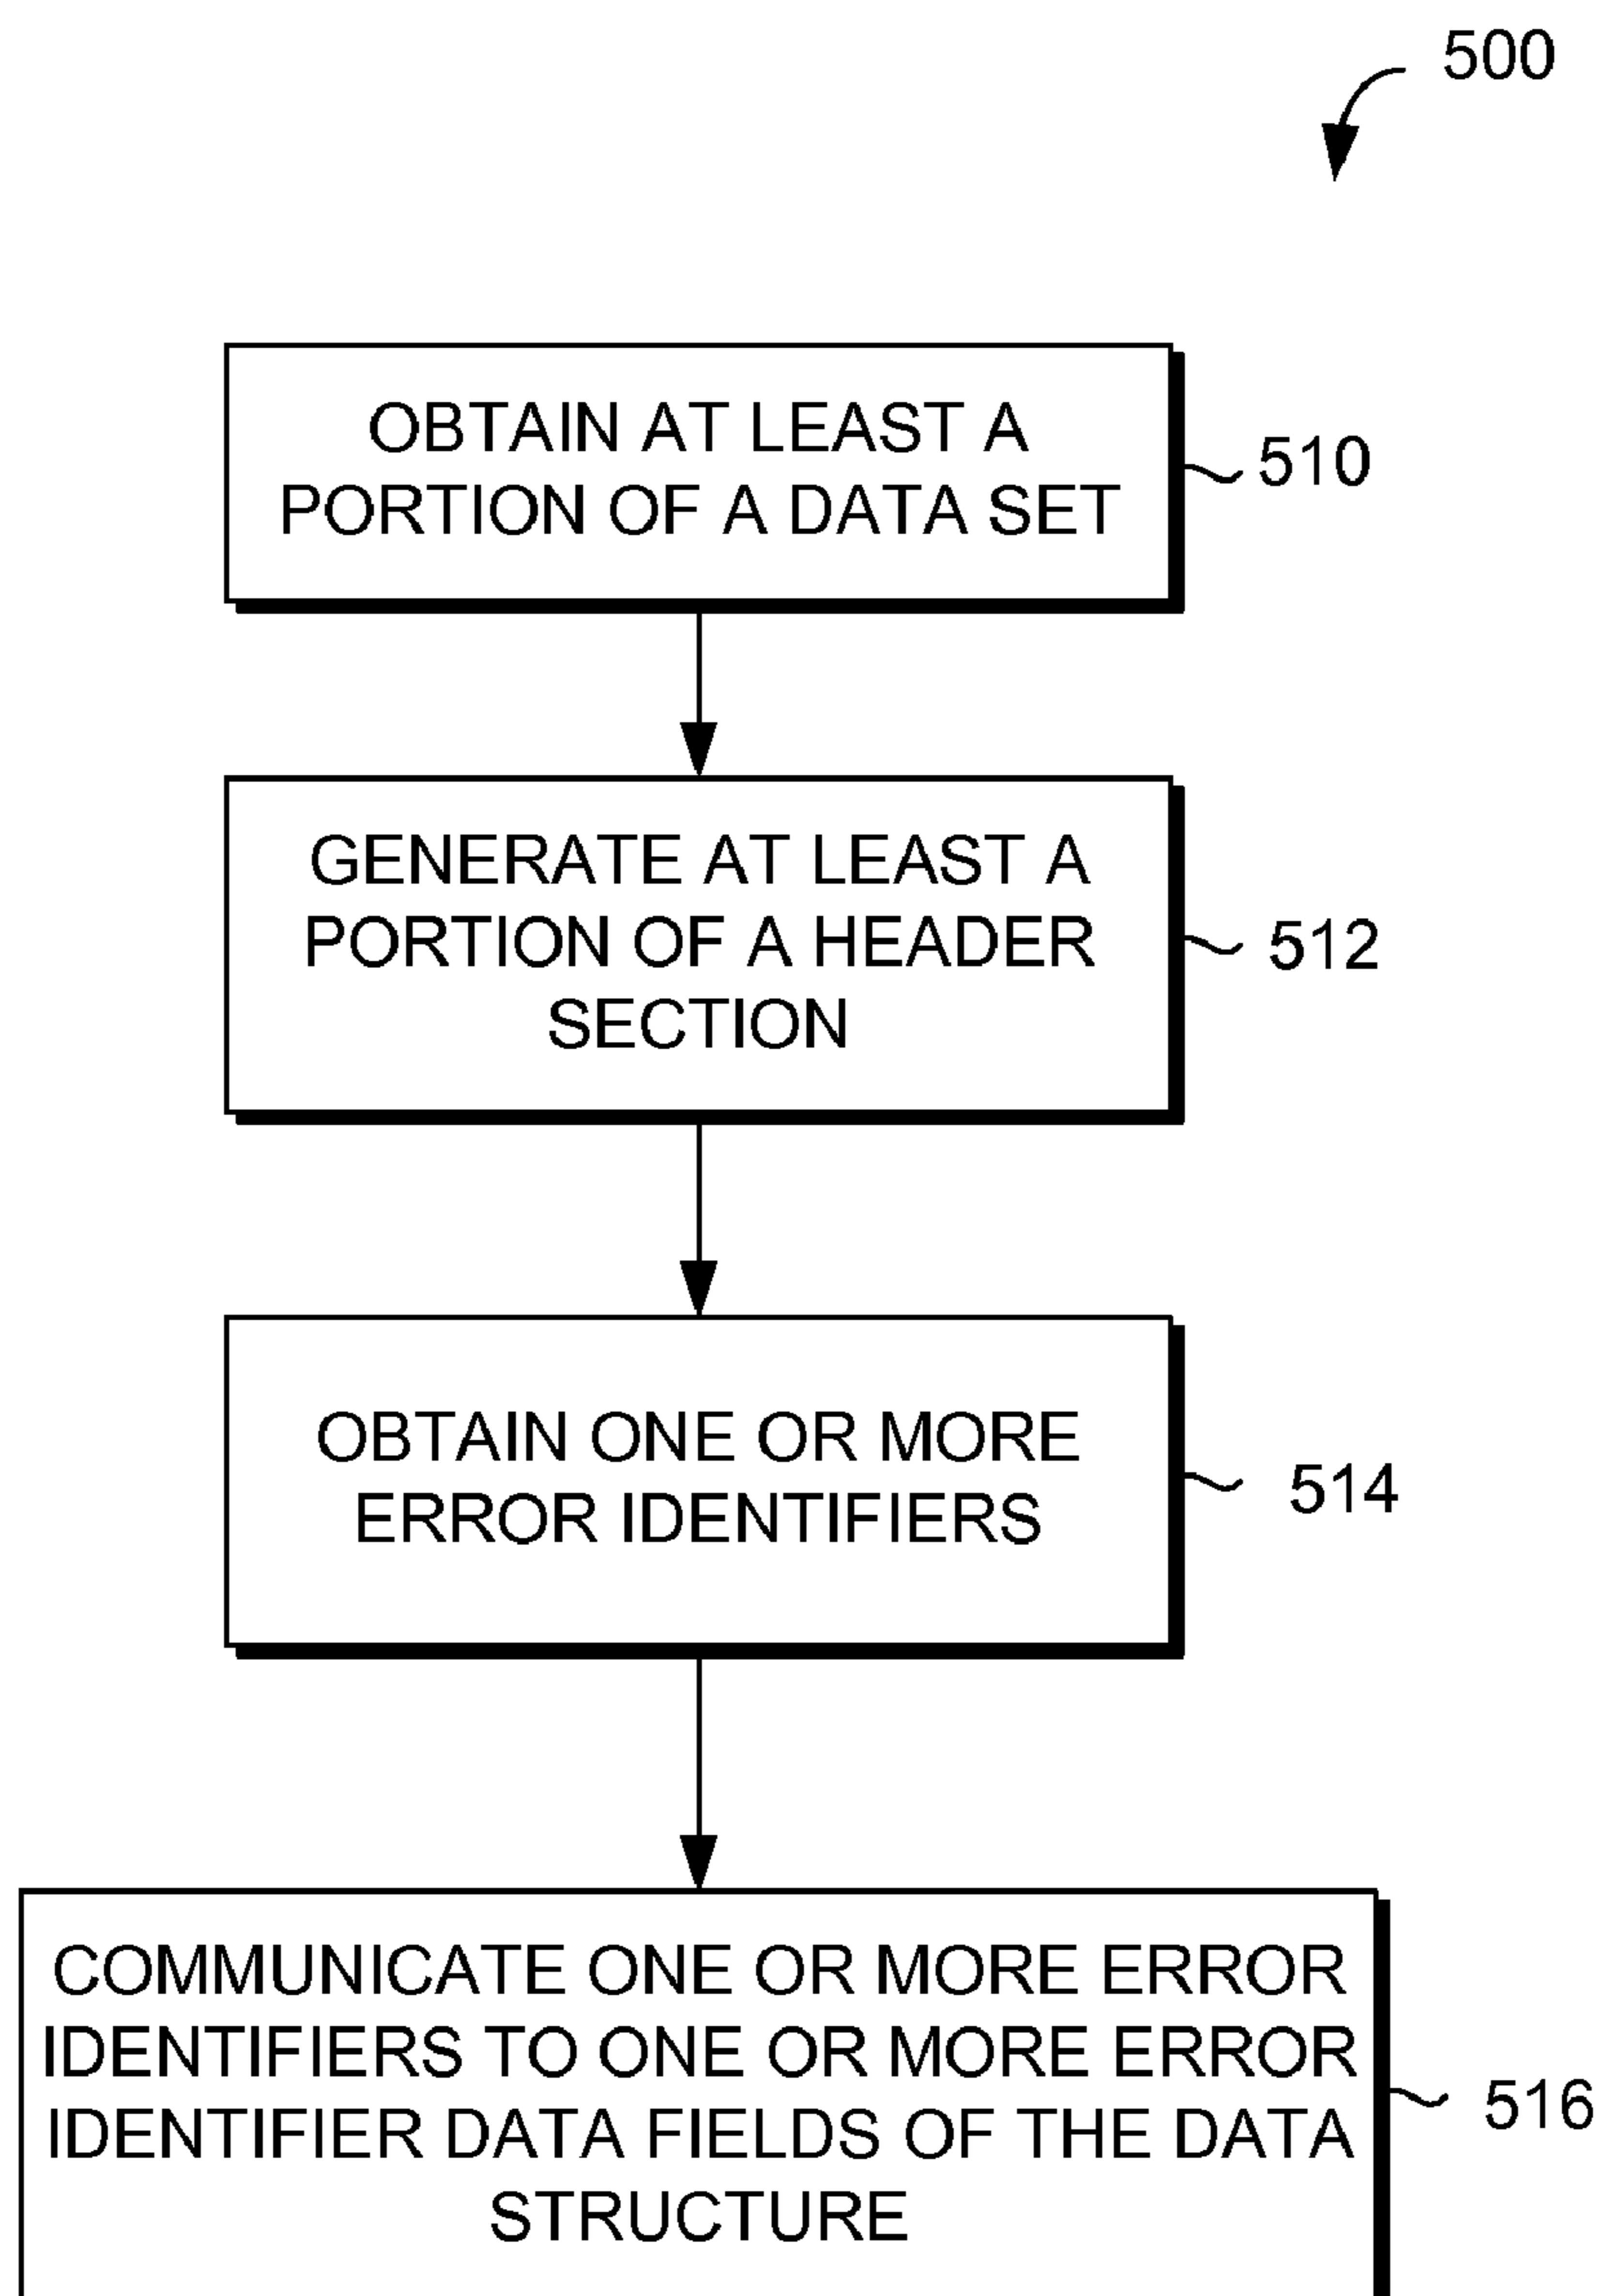 500
OBTAIN AT LEAST A
PORTION OF A DATA SET
510
GENERATE AT LEAST A
PORTION OF A HEADER
SECTION
512
OBTAIN ONE OR MORE
ERROR IDENTIFIERS
514
COMMUNICATE ONE OR MORE ERROR
IDENTIFIERS TO ONE OR MORE ERROR
IDENTIFIER DATA FIELDS OF THE DATA
STRUCTURE
516